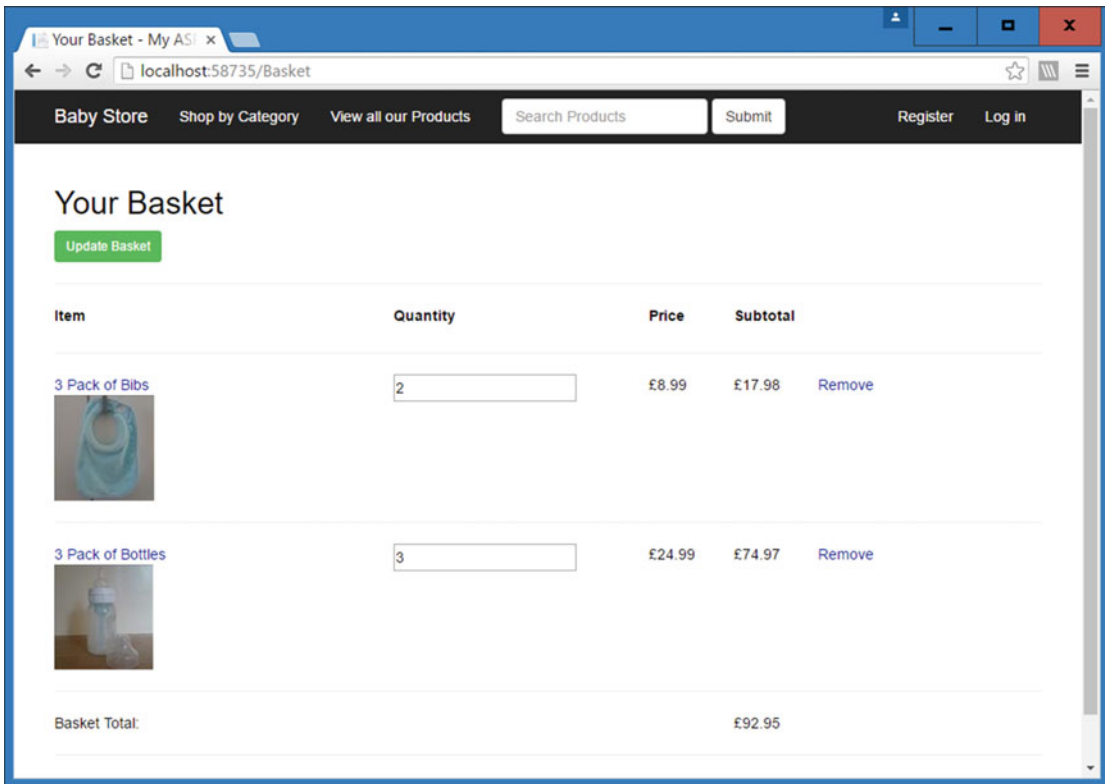 Your Basket - My AS
localhost:58735/Basket
Baby Store Shop by Category View all our Products Search Products Submit Register Log in
Your Basket
Update Basket
Item Quantity Price Subtotal
3 Pack of Bibs 2 £8.99 £17.98 Remove
3 Pack of Bottles 3 £24.99 £74.97 Remove
Basket Total: £92.95